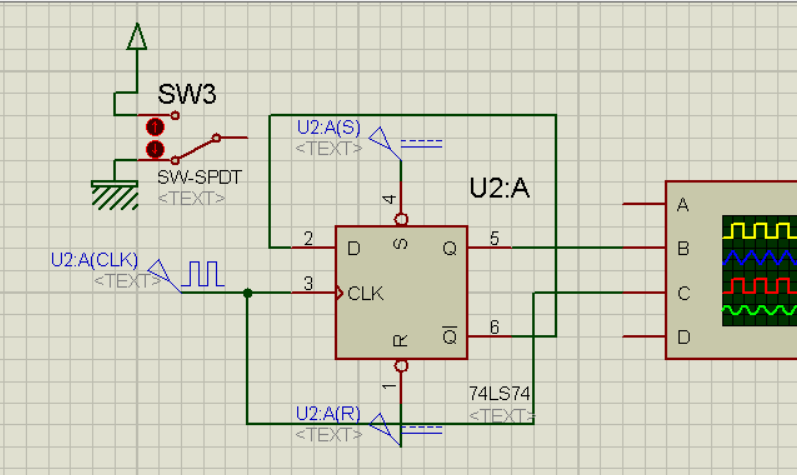 SW3
SW-SPDT
<TEXT>
U2:A(S)
<TEXT>
U2:A
4
2
D
S
Q
5
A
B
U2:A(CLK)
<TEXT>
3
CLK
C
R
Q
6
D
1
74LS74
<TEXT>
U2:A(R)
<TEXT>